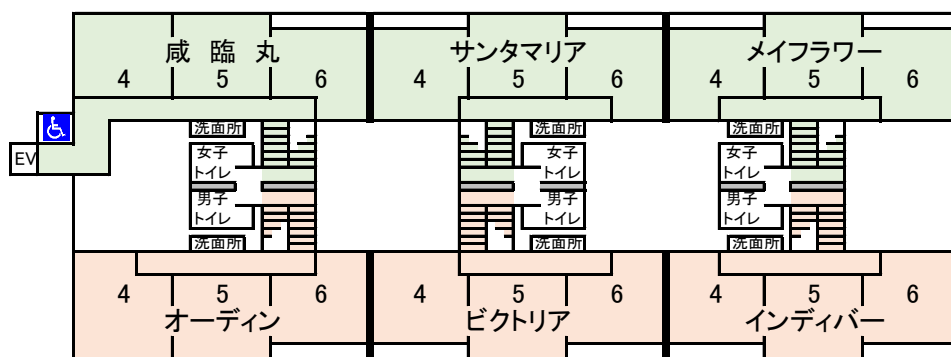 咸臨丸 サンタマリア メイフラワー
4 5 6 4 5 6 4 5 6
洗面所 洗面所 洗面所
EV
女子トイレ 女子トイレ 女子トイレ
男子トイレ 男子トイレ 男子トイレ
洗面所 洗面所 洗面所
4 5 6 4 5 6 4 5 6
オーディン ビクトリア インディバー